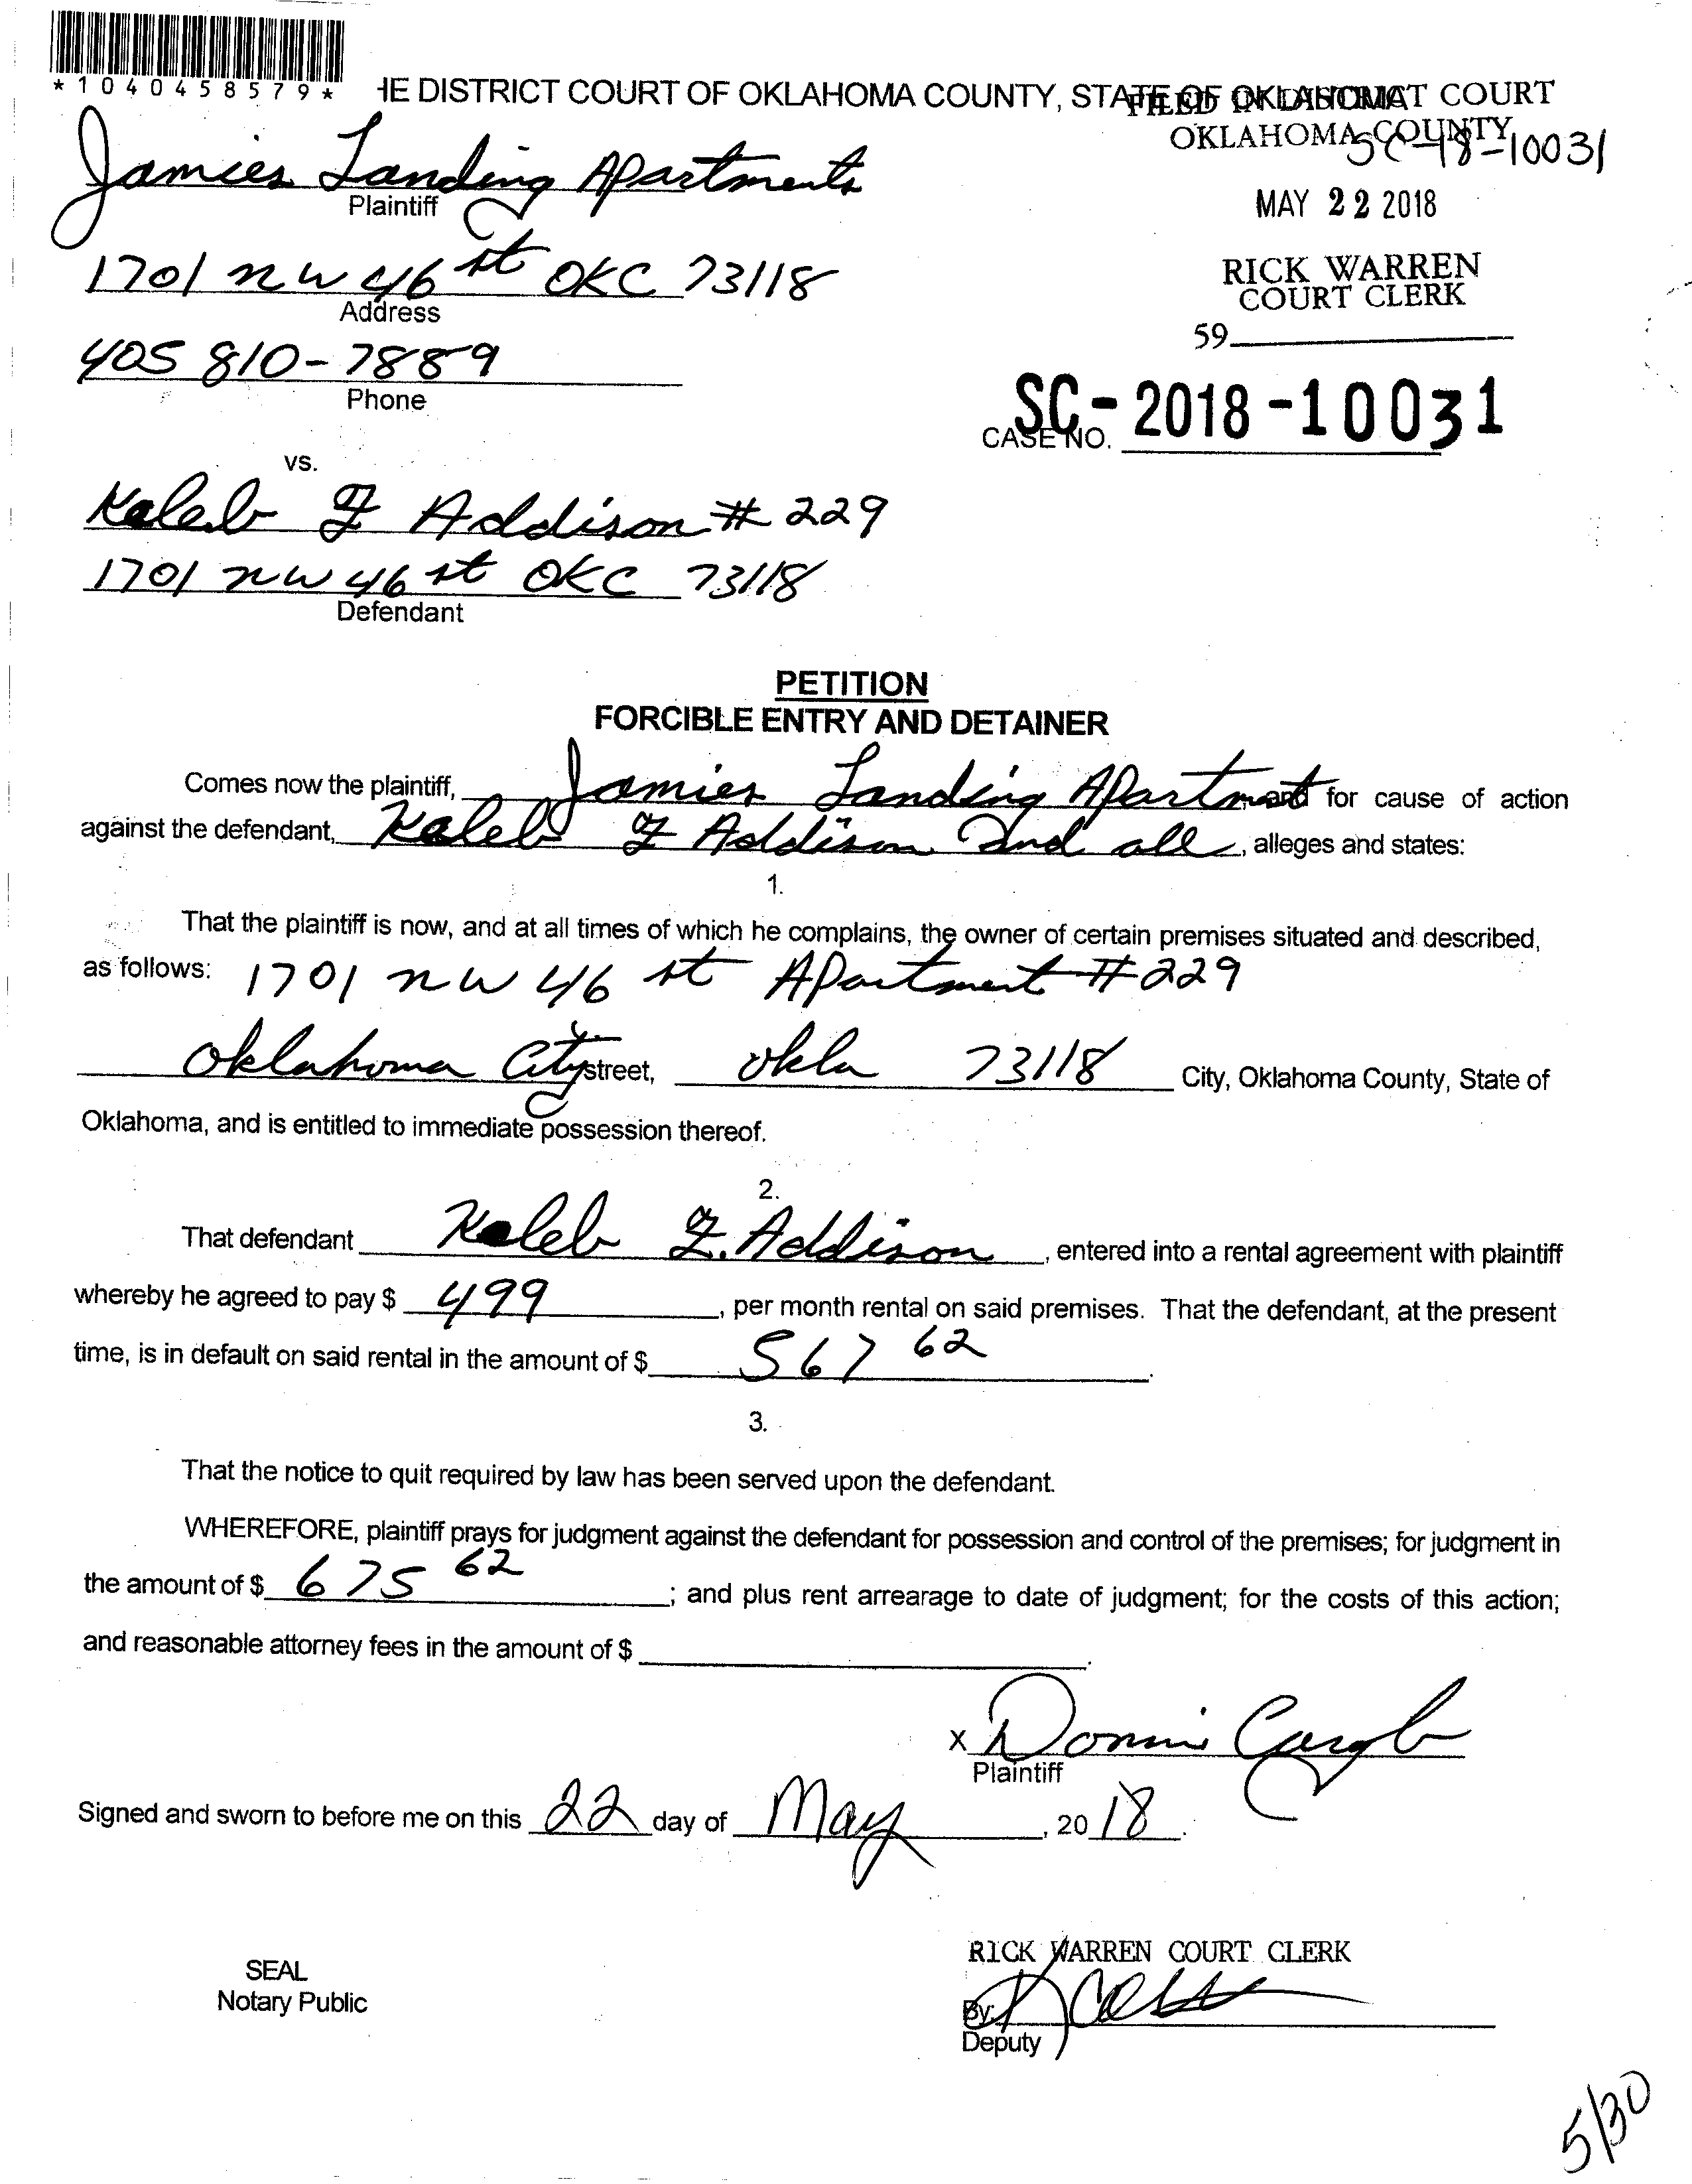 *1040458579*
HE DISTRICT COURT OF OKLAHOMA COUNTY, STATE OF OKLAHOMA
FILED IN DISTRICT COURT
OKLAHOMA COUNTY
SC-18-10031
Jamies Landing Apartments
Plaintiff
MAY 22 2018
1701 NW 46 st OKC 73118
Address
RICK WARREN
COURT CLERK
59
405 810-7889
Phone
CASE NO. SC-2018-10031
vs.
Kaleb Z Addison # 229
1701 NW 46 st OKC 73118
Defendant
PETITION
FORCIBLE ENTRY AND DETAINER
Comes now the plaintiff, Jamies Landing Apartment and for cause of action
against the defendant, Kaleb Z Addison and all, alleges and states:
1.
That the plaintiff is now, and at all times of which he complains, the owner of certain premises situated and described,
as follows: 1701 NW 46 st Apartment #229
Oklahoma City street, Okla 73118 City, Oklahoma County, State of
Oklahoma, and is entitled to immediate possession thereof.
2.
That defendant Kaleb Z. Addison, entered into a rental agreement with plaintiff
whereby he agreed to pay $ 499, per month rental on said premises. That the defendant, at the present
time, is in default on said rental in the amount of $ 567 62.
3.
That the notice to quit required by law has been served upon the defendant.
WHEREFORE, plaintiff prays for judgment against the defendant for possession and control of the premises; for judgment in
the amount of $ 675 62; and plus rent arrearage to date of judgment; for the costs of this action;
and reasonable attorney fees in the amount of $ .
X Donnie
Plaintiff
Signed and sworn to before me on this 22 day of May, 2018.
RICK WARREN COURT CLERK
SEAL
Notary Public
By:
Deputy
5/30